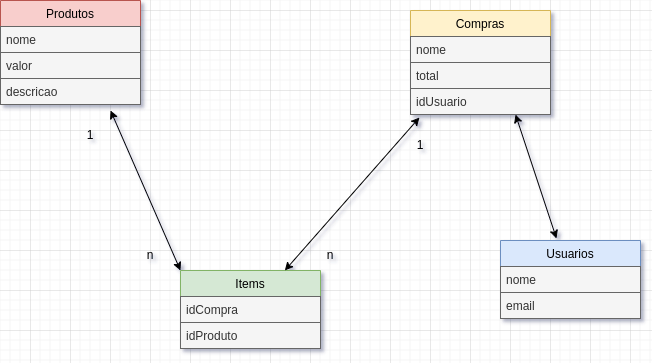 Produtos
nome
valor
descricao
Compras
nome
total
idUsuario
1
1
n
n
Items
idCompra
idProduto
Usuarios
nome
email